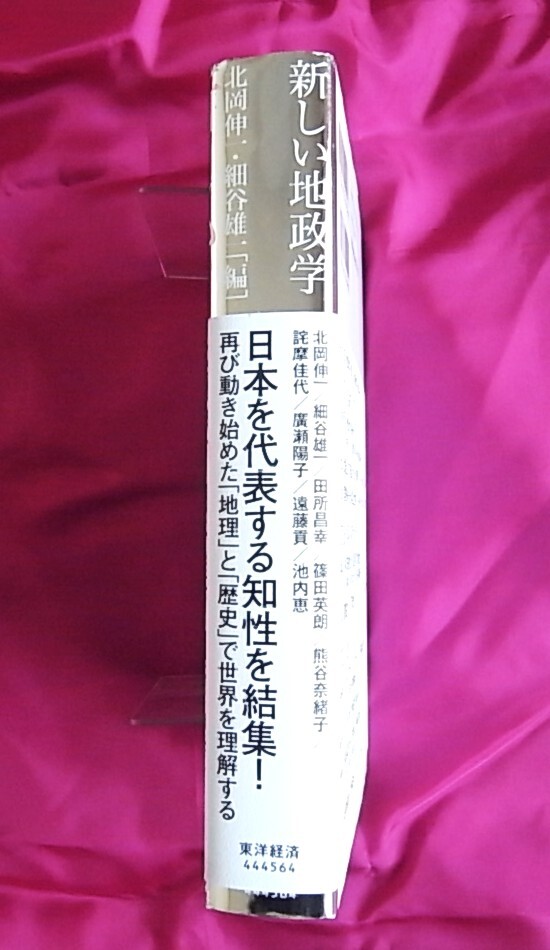 新しい地政学
北岡伸一・細谷雄一[編]
北岡伸一／細谷雄一／田所昌幸／篠田英朗／熊谷奈緒子
詫摩佳代／廣瀬陽子／遠藤貢／池内恵
日本を代表する知性を結集！
再び動き始めた「地理」と「歴史」で世界を理解する
東洋経済
444564